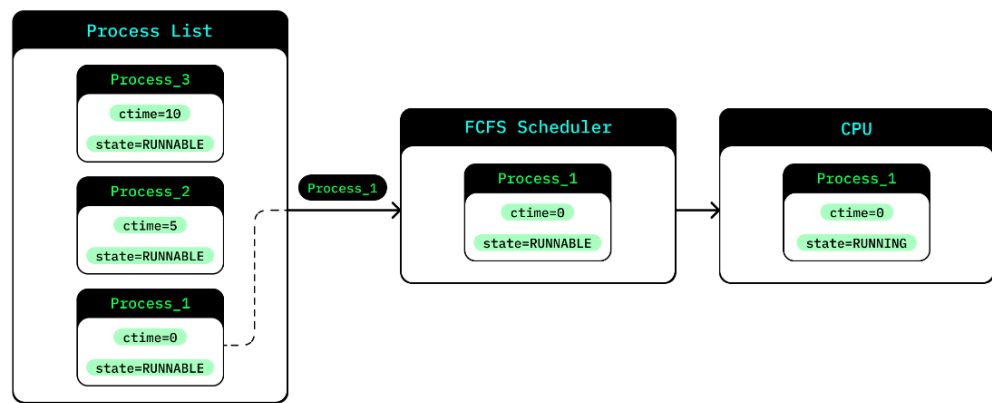 Process List
Process_3
ctime=10
state=RUNNABLE
Process_2
ctime=5
state=RUNNABLE
Process_1
ctime=0
state=RUNNABLE
Process_1
FCFS Scheduler
Process_1
ctime=0
state=RUNNABLE
CPU
Process_1
ctime=0
state=RUNNING